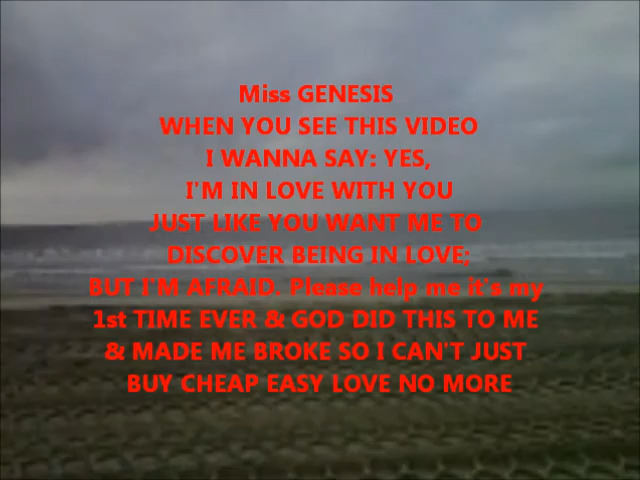 Miss GENESIS
WHEN YOU SEE THIS VIDEO
I WANNA SAY: YES,
I'M IN LOVE WITH YOU
JUST LIKE YOU WANT ME TO
DISCOVER BEING IN LOVE;
BUT I'M AFRAID. Please help me it's my
1st TIME EVER & GOD DID THIS TO ME
& MADE ME BROKE SO I CAN'T JUST
BUY CHEAP EASY LOVE NO MORE